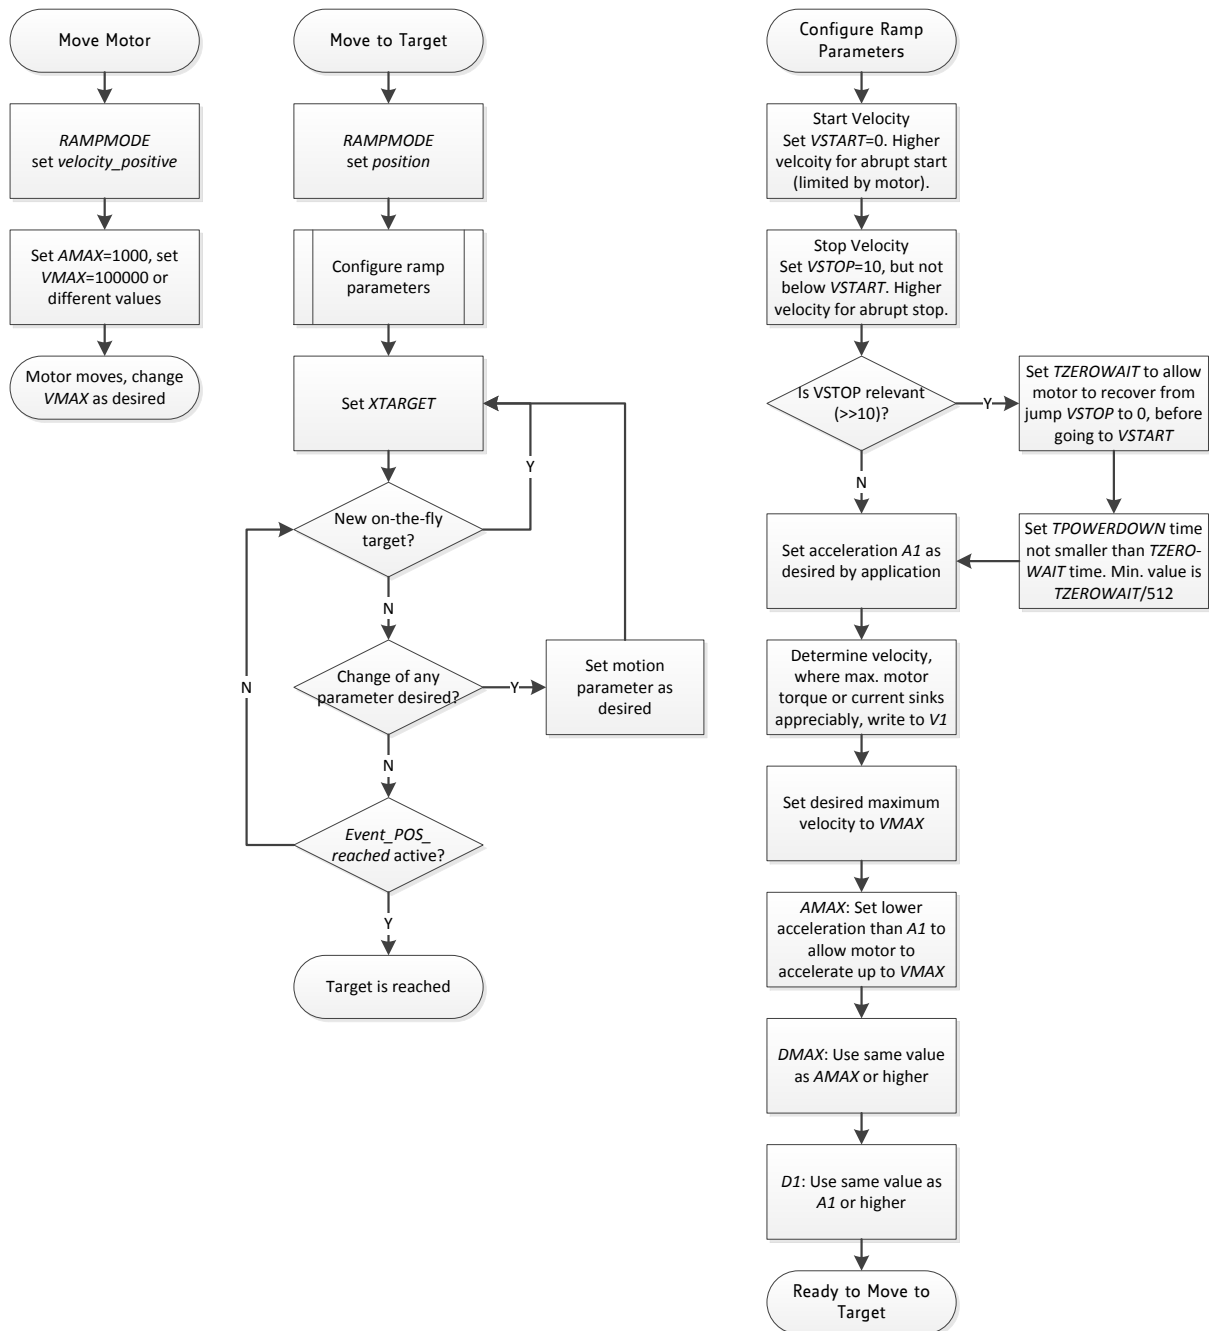 Move Motor
RAMPMODE
set velocity_positive
Set AMAX=1000, set
VMAX=100000 or
different values
Motor moves, change
VMAX as desired
Move to Target
RAMPMODE
set position
Configure ramp
parameters
Set XTARGET
New on-the-fly
target?
Y
N
Change of any
parameter desired?
Y
Set motion
parameter as
desired
N
N
Event_POS_
reached active?
Y
Target is reached
Configure Ramp
Parameters
Start Velocity
Set VSTART=0. Higher
velcoity for abrupt start
(limited by motor).
Stop Velocity
Set VSTOP=10, but not
below VSTART. Higher
velocity for abrupt stop.
Is VSTOP relevant
(>>10)?
Y
Set TZEROWAIT to allow
motor to recover from
jump VSTOP to 0, before
going to VSTART
Set TPOWERDOWN time
not smaller than TZERO-
WAIT time. Min. value is
TZEROWAIT/512
N
Set acceleration A1 as
desired by application
Determine velocity,
where max. motor
torque or current sinks
appreciably, write to V1
Set desired maximum
velocity to VMAX
AMAX: Set lower
acceleration than A1 to
allow motor to
accelerate up to VMAX
DMAX: Use same value
as AMAX or higher
D1: Use same value as
A1 or higher
Ready to Move to
Target